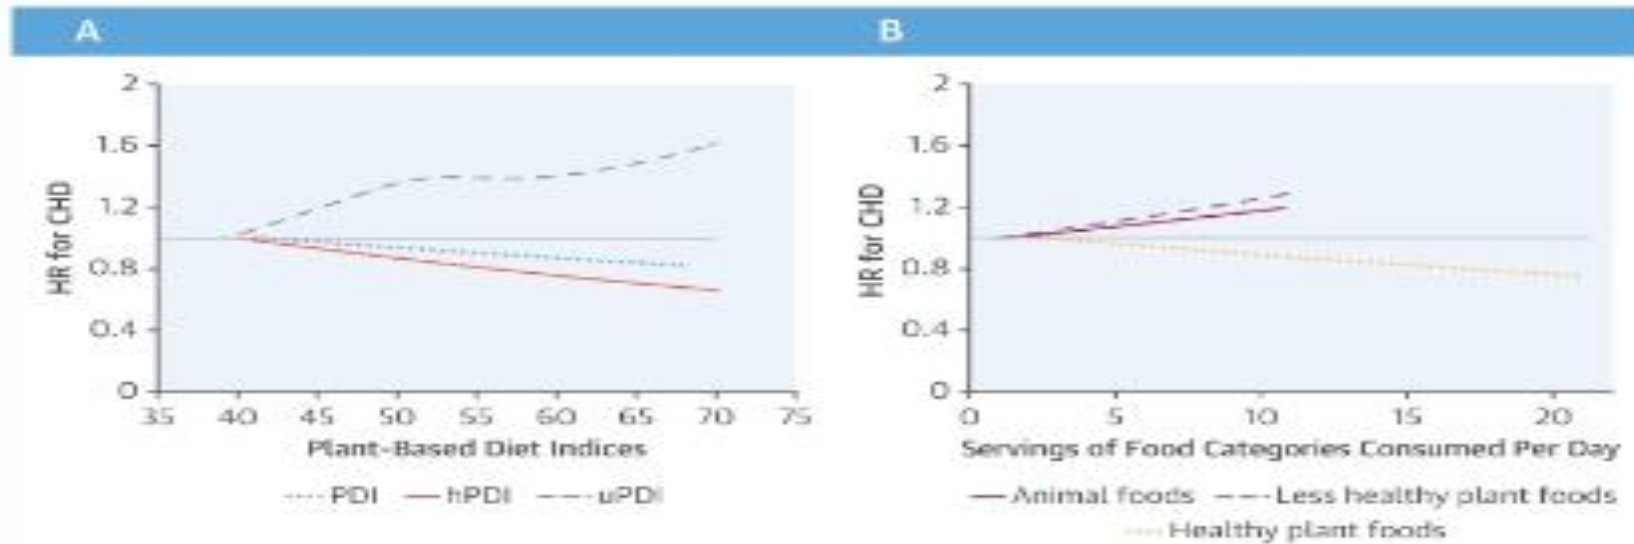 A
B
2
1.6
1.2
0.8
0.4
0
HR for CHD
35 40 45 50 55 60 65 70 75
Plant-Based Diet Indices
PDI hPDI uPDI
2
1.6
1.2
0.8
0.4
0
HR for CHD
0 5 10 15 20
Servings of Food Categories Consumed Per Day
Animal foods Less healthy plant foods
Healthy plant foods